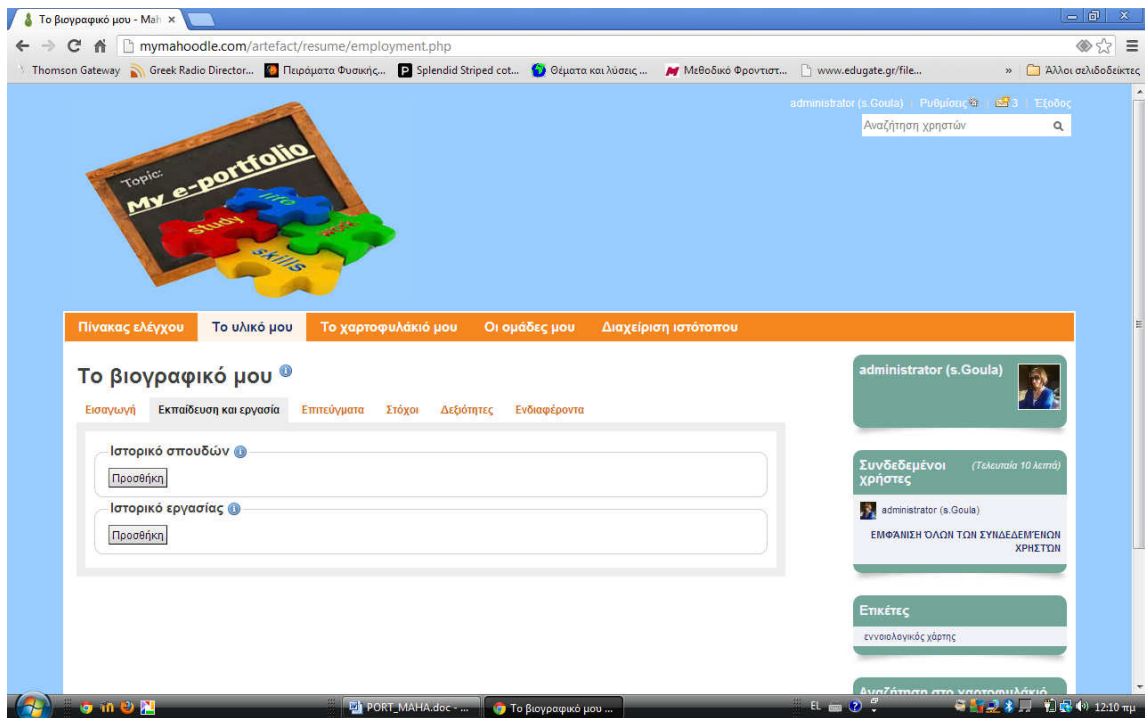 Το βιογραφικό μου - Mah
mymahoodle.com/artefact/resume/employment.php
Thomson Gateway Greek Radio Director... Πειράματα Φυσικής,... Splendid Striped cot... Θέματα και λύσεις ... Μεθοδικό Φροντιστ... www.edugate.gr/file... » Άλλοι σελιδοδείκτες
administrator (s.Goula) Ρυθμίσεις 3 Έξοδος
Αναζήτηση χρηστών
Topic:
My e-portfolio
life
study
work
skills
Πίνακας ελέγχου Το υλικό μου Το χαρτοφυλάκιό μου Οι ομάδες μου Διαχείριση ιστότοπου
Το βιογραφικό μου
Εισαγωγή Εκπαίδευση και εργασία Επιτεύγματα Στόχοι Δεξιότητες Ενδιαφέροντα
Ιστορικό σπουδών
Προσθήκη
Ιστορικό εργασίας
Προσθήκη
administrator (s.Goula)
Συνδεδεμένοι χρήστες (Τελευταία 10 λεπτά)
administrator (s.Goula)
ΕΜΦΆΝΙΣΗ ΌΛΩΝ ΤΩΝ ΣΥΝΔΕΔΕΜΈΝΩΝ
ΧΡΗΣΤΏΝ
Ετικέτες
εννοιολογικός χάρτης
Αναζήτηση στο χαρτοφυλάκιό
PORT_MAHA.doc - ... Το βιογραφικό μου ... EL 12:10 πμ